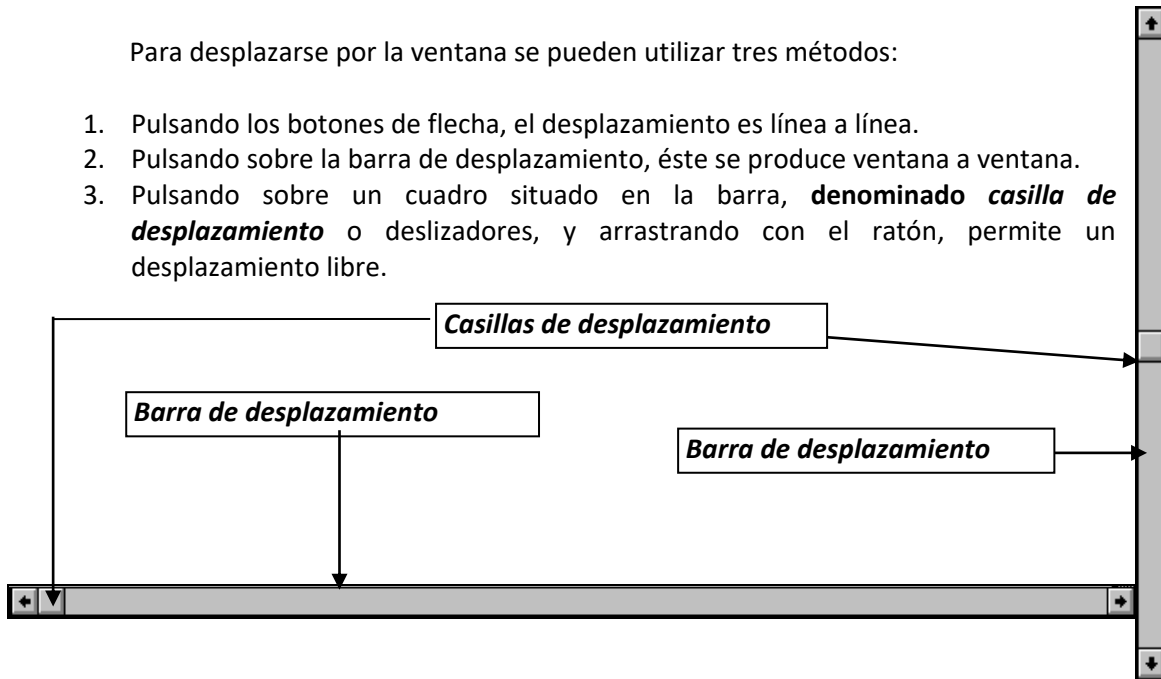 Para desplazarse por la ventana se pueden utilizar tres métodos:
1. Pulsando los botones de flecha, el desplazamiento es línea a línea.
2. Pulsando sobre la barra de desplazamiento, éste se produce ventana a ventana.
3. Pulsando sobre un cuadro situado en la barra, denominado casilla de
desplazamiento o deslizadores, y arrastrando con el ratón, permite un
desplazamiento libre.
Casillas de desplazamiento
Barra de desplazamiento
Barra de desplazamiento